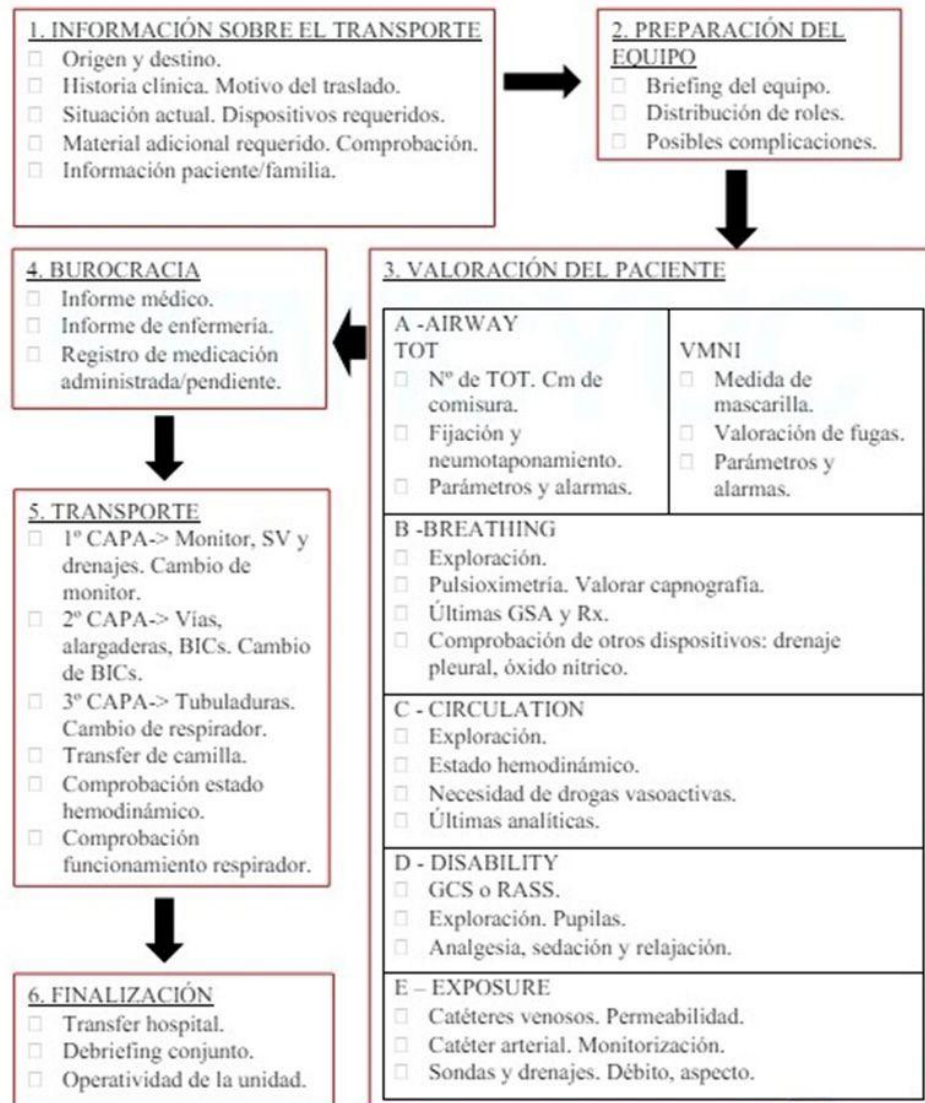 1. INFORMACIÓN SOBRE EL TRANSPORTE
☐ Origen y destino.
☐ Historia clínica. Motivo del traslado.
☐ Situación actual. Dispositivos requeridos.
☐ Material adicional requerido. Comprobación.
☐ Información paciente/familia.
2. PREPARACIÓN DEL
EQUIPO
☐ Briefing del equipo.
☐ Distribución de roles.
☐ Posibles complicaciones.
3. VALORACIÓN DEL PACIENTE
A -AIRWAY
TOT
☐ Nº de TOT. Cm de
comisura.
☐ Fijación y
neumotaponamiento.
☐ Parámetros y alarmas.
VMNI
☐ Medida de
mascarilla.
☐ Valoración de fugas.
☐ Parámetros y
alarmas.
B -BREATHING
☐ Exploración.
☐ Pulsioximetría. Valorar capnografía.
☐ Últimas GSA y Rx.
☐ Comprobación de otros dispositivos: drenaje
pleural, óxido nítrico.
C - CIRCULATION
☐ Exploración.
☐ Estado hemodinámico.
☐ Necesidad de drogas vasoactivas.
☐ Últimas analíticas.
D - DISABILITY
☐ GCS o RASS.
☐ Exploración. Pupilas.
☐ Analgesia, sedación y relajación.
E – EXPOSURE
☐ Catéteres venosos. Permeabilidad.
☐ Catéter arterial. Monitorización.
☐ Sondas y drenajes. Débito, aspecto.
4. BUROCRACIA
☐ Informe médico.
☐ Informe de enfermería.
☐ Registro de medicación
administrada/pendiente.
5. TRANSPORTE
☐ 1º CAPA-> Monitor, SV y
drenajes. Cambio de
monitor.
☐ 2º CAPA-> Vías,
alargaderas, BICs. Cambio
de BICs.
☐ 3º CAPA-> Tubuladuras.
Cambio de respirador.
☐ Transfer de camilla.
☐ Comprobación estado
hemodinámico.
☐ Comprobación
funcionamiento respirador.
6. FINALIZACIÓN
☐ Transfer hospital.
☐ Debriefing conjunto.
☐ Operatividad de la unidad.